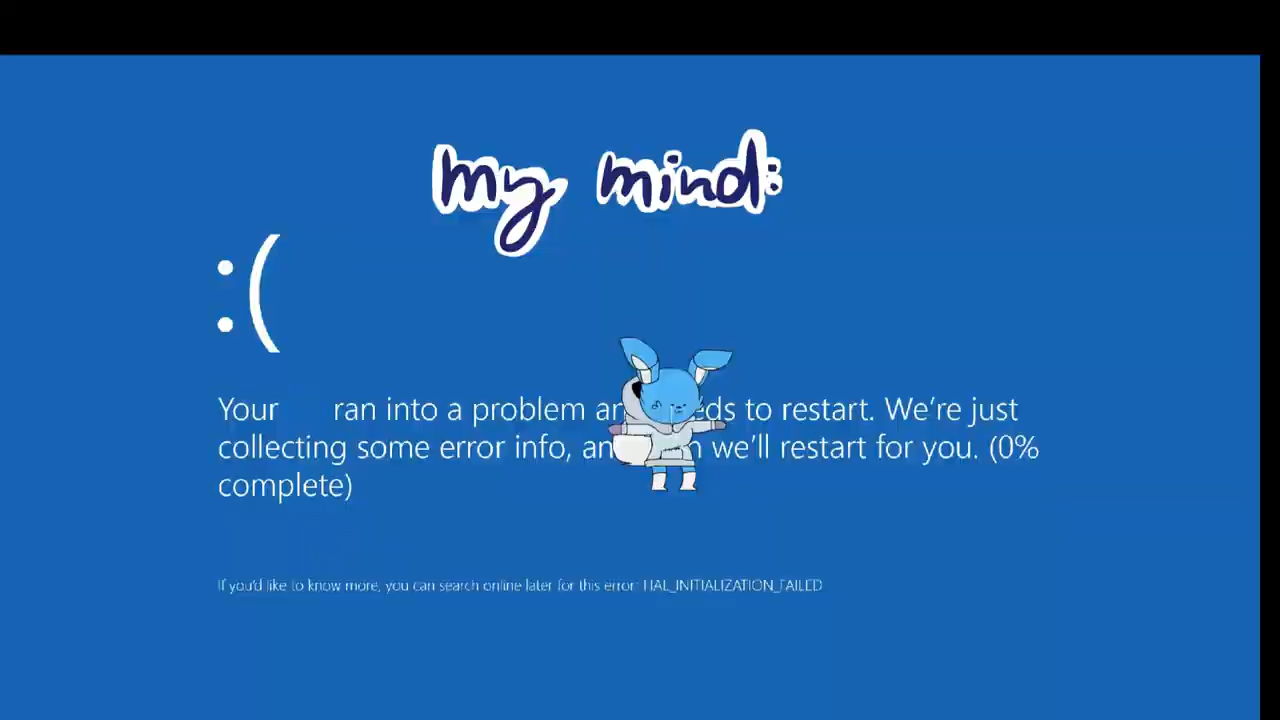 my mind:
:(
Your ran into a problem an eds to restart. We're just
collecting some error info, an n we'll restart for you. (0%
complete)
If you'd like to know more, you can search online later for this error: HAL_INITIALIZATION_FAILED